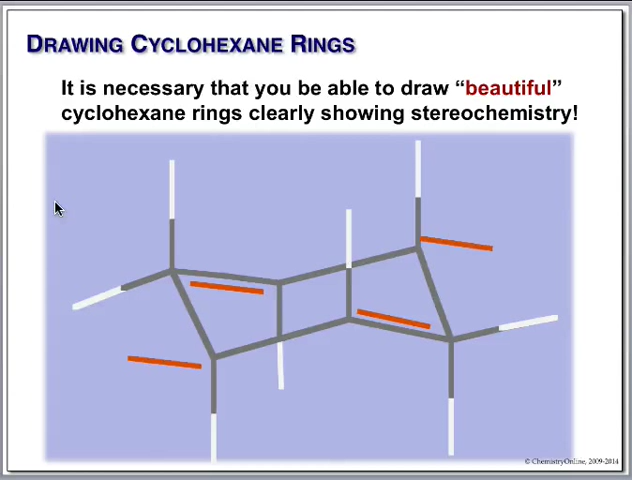 DRAWING CYCLOHEXANE RINGS
It is necessary that you be able to draw “beautiful”
cyclohexane rings clearly showing stereochemistry!
© ChemistryOnline, 2009-2014